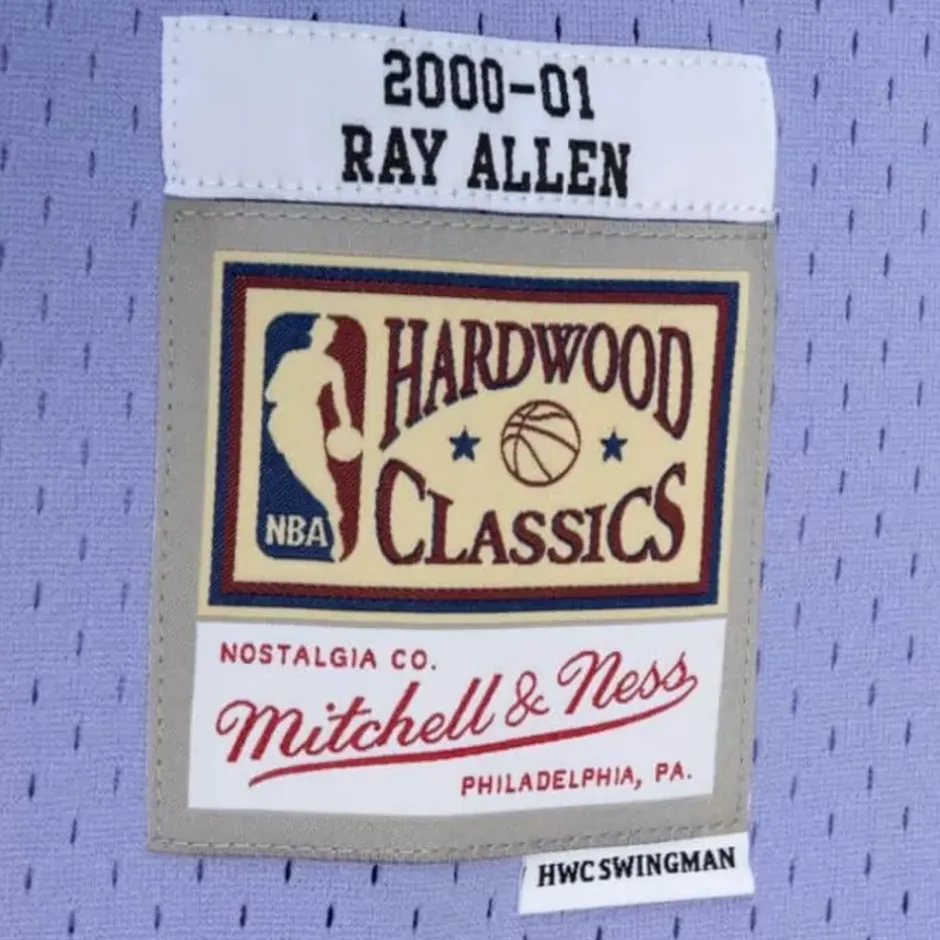 2000-01
RAY ALLEN
HARDWOOD
CLASSICS
NBA
NOSTALGIA CO.
Mitchell & Ness
PHILADELPHIA, PA.
HWC SWINGMAN